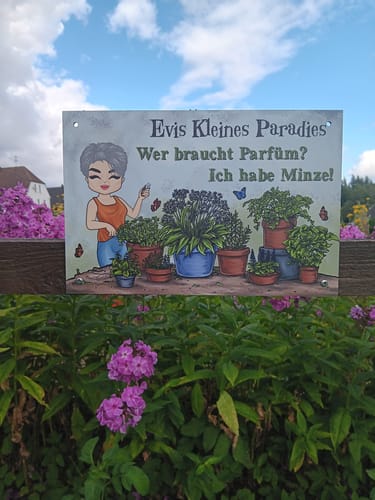 Evis Kleines Paradies
Wer braucht Parfüm?
Ich habe Minze!